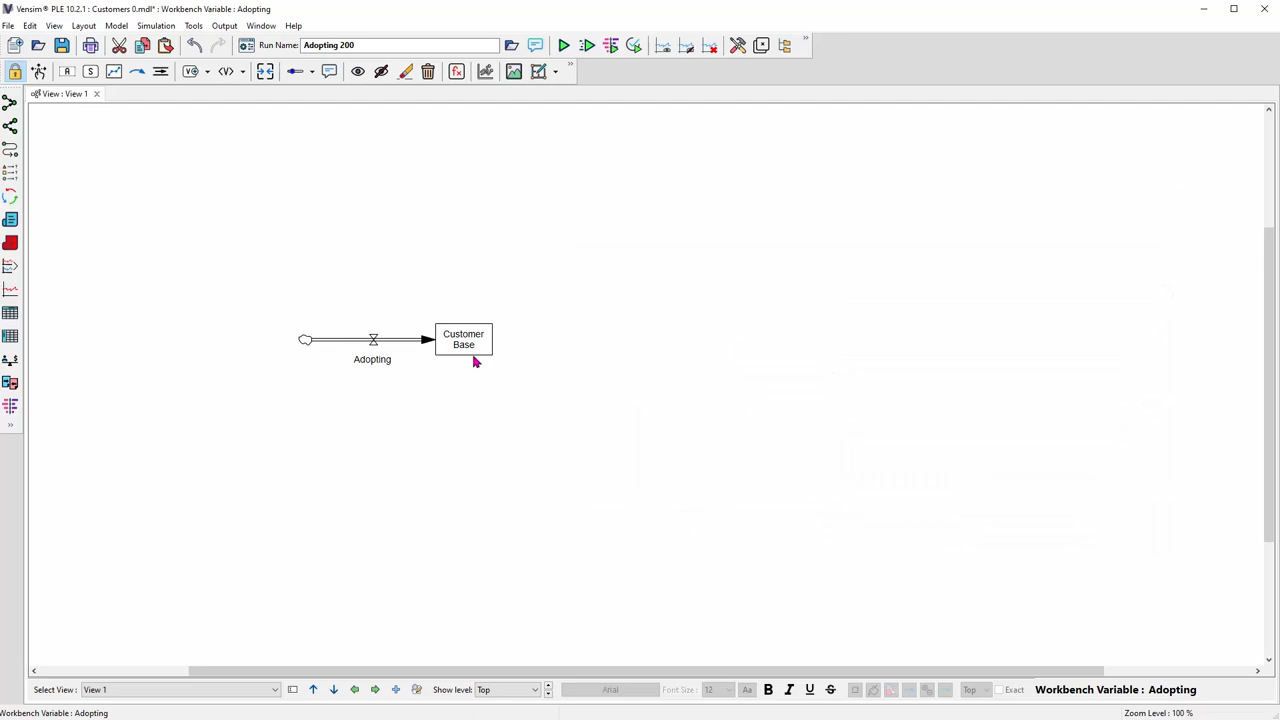 Vensim® PLE 10.2.1 : Customers 0.mdl* : Workbench Variable : Adopting
File Edit View Layout Model Simulation Tools Output Window Help
Run Name: Adopting 200
View : View 1
Customer
Base
Adopting
Select View : View 1 Show level: Top Arial Font Size : 12 Aa B I U S Top Exact Workbench Variable : Adopting
Workbench Variable : Adopting Zoom Level : 100 %